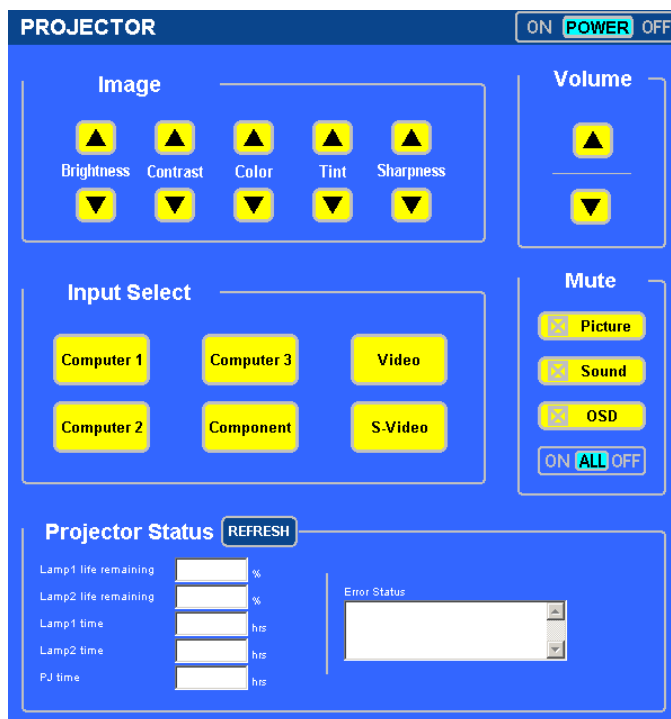 PROJECTOR
ON POWER OFF
Image
Brightness Contrast Color Tint Sharpness
Volume
Input Select
Computer 1 Computer 3 Video
Computer 2 Component S-Video
Mute
Picture
Sound
OSD
ON ALL OFF
Projector Status REFRESH
Lamp1 life remaining %
Lamp2 life remaining %
Lamp1 time hrs
Lamp2 time hrs
PJ time hrs
Error Status